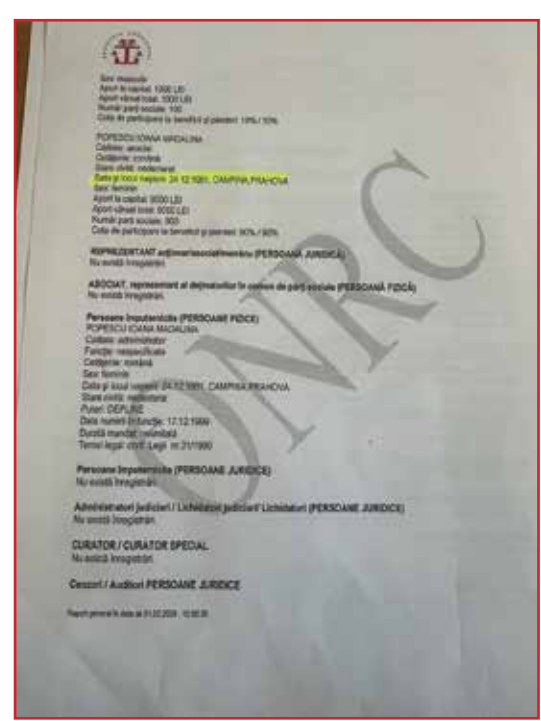 Sex: masculin
Aport la capital: 1000 LEI
Aport vărsat total: 1000 LEI
Număr părți sociale: 100
Cota de participare la beneficii și pierderi: 10% / 10%
POPESCU IOANA MADALINA
Calitate: asociat
Cetățenie: română
Stare civilă: nedeclarat
Data și locul nașterii: 24.12.1981, CAMPINA, PRAHOVA
Sex: feminin
Aport la capital: 9000 LEI
Aport vărsat total: 9000 LEI
Număr părți sociale: 900
Cota de participare la beneficii și pierderi: 90% / 90%
REPREZENTANT acționar/asociat/membru (PERSOANĂ JURIDICĂ)
Nu există înregistrări.
ASOCIAT, reprezentant al deținătorilor în comun de părți sociale (PERSOANĂ FIZICĂ)
Nu există înregistrări.
Persoane împuternicite (PERSOANE FIZICE)
POPESCU IOANA MADALINA
Calitate: administrator
Funcție: nespecificata
Cetățenie: română
Sex: feminin
Data și locul nașterii: 24.12.1981, CAMPINA, PRAHOVA
Stare civilă: nedeclarat
Puteri: DEPLINE
Data numirii în funcție: 17.12.1999
Durată mandat: nelimitată
Temei legal: conf. Legii nr.31/1990
Persoane împuternicite (PERSOANE JURIDICE)
Nu există înregistrări.
Administratori judiciari / Lichidatori judiciari/ Lichidatori (PERSOANE JURIDICE)
Nu există înregistrări.
CURATOR / CURATOR SPECIAL
Nu există înregistrări.
Cenzori / Auditori PERSOANE JURIDICE
ONRC